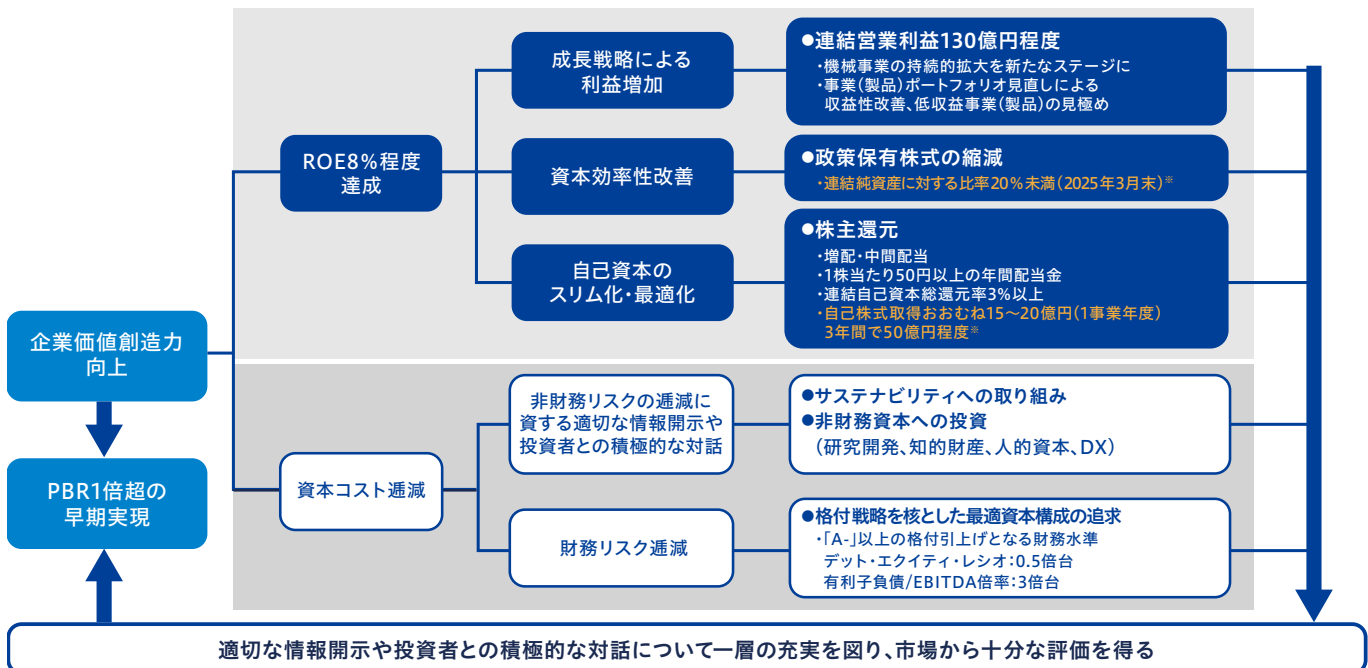 企業価値創造力
向上
PBR1倍超の
早期実現
ROE8%程度
達成
成長戦略による
利益増加
●連結営業利益130億円程度
・機械事業の持続的拡大を新たなステージに
・事業(製品)ポートフォリオ見直しによる
収益性改善、低収益事業(製品)の見極め
資本効率性改善
●政策保有株式の縮減
・連結純資産に対する比率20%未満(2025年3月末)※
自己資本の
スリム化・最適化
●株主還元
・増配・中間配当
・1株当たり50円以上の年間配当金
・連結自己資本総還元率3%以上
・自己株式取得おおむね15〜20億円(1事業年度)
3年間で50億円程度※
資本コスト逓減
非財務リスクの逓減に
資する適切な情報開示や
投資者との積極的な対話
●サステナビリティへの取り組み
●非財務資本への投資
(研究開発、知的財産、人的資本、DX)
財務リスク逓減
●格付戦略を核とした最適資本構成の追求
・「A-」以上の格付引上げとなる財務水準
デット・エクイティ・レシオ:0.5倍台
有利子負債/EBITDA倍率:3倍台
適切な情報開示や投資者との積極的な対話について一層の充実を図り、市場から十分な評価を得る